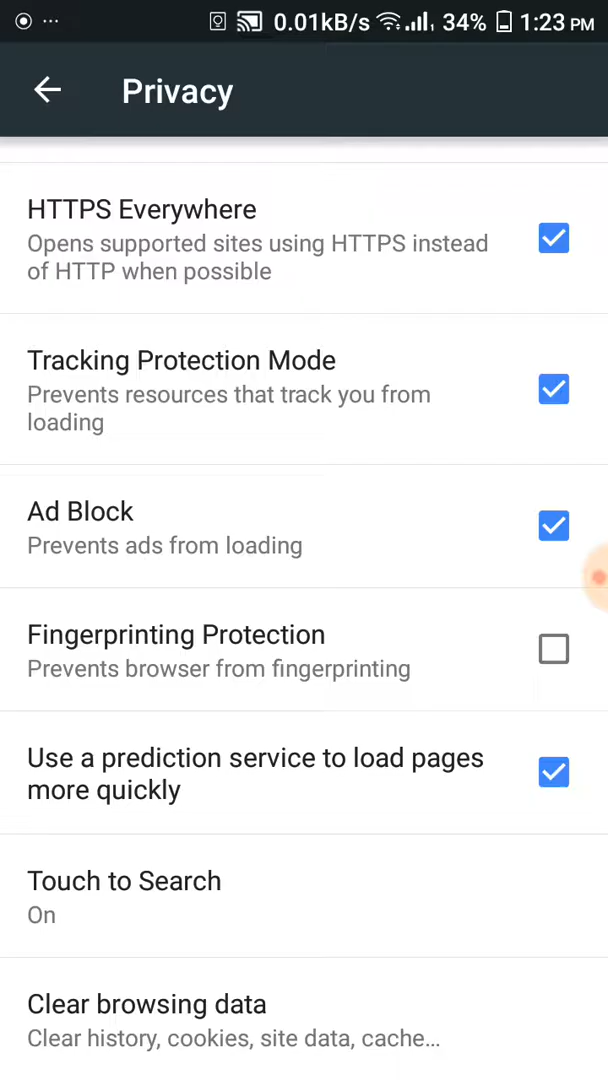 0.01kB/s 34% 1:23 PM
Privacy
HTTPS Everywhere
Opens supported sites using HTTPS instead
of HTTP when possible
Tracking Protection Mode
Prevents resources that track you from
loading
Ad Block
Prevents ads from loading
Fingerprinting Protection
Prevents browser from fingerprinting
Use a prediction service to load pages
more quickly
Touch to Search
On
Clear browsing data
Clear history, cookies, site data, cache…